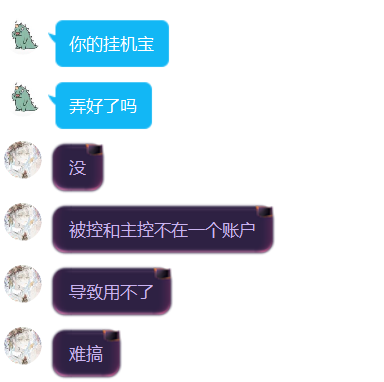 你的挂机宝
弄好了吗
没
被控和主控不在一个账户
导致用不了
难搞